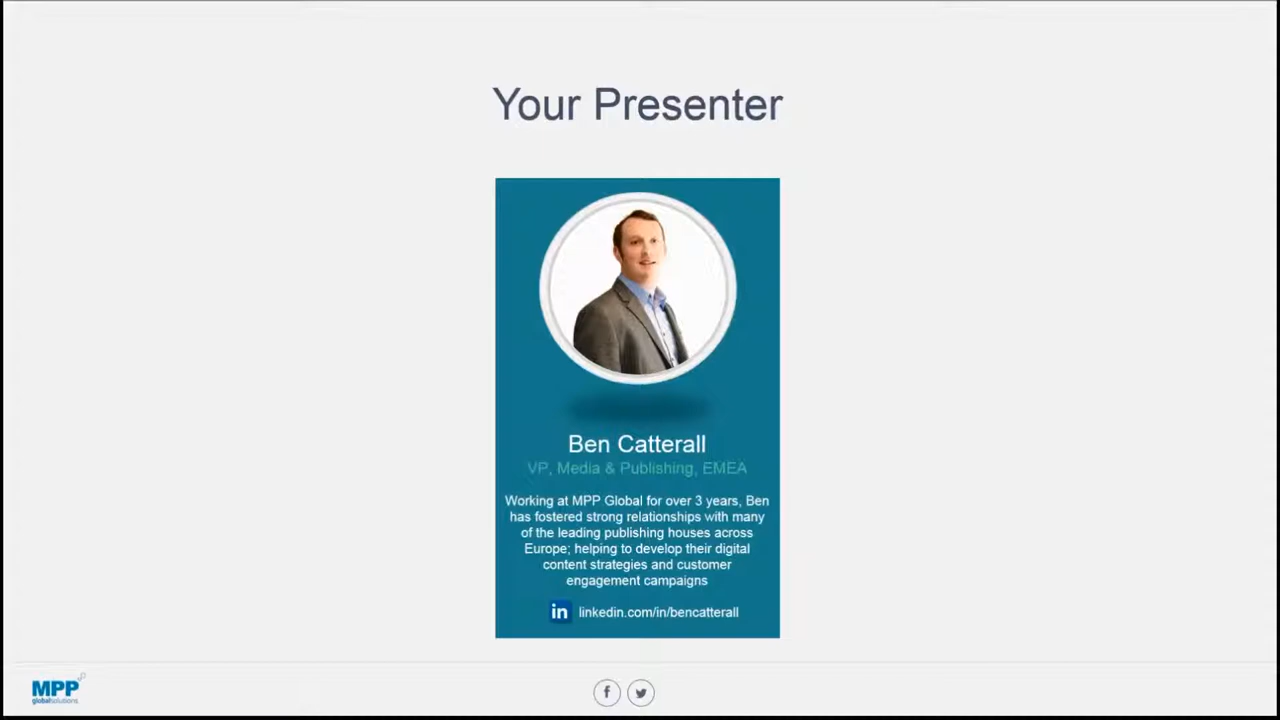 Your Presenter
Ben Catterall
VP, Media & Publishing, EMEA
Working at MPP Global for over 3 years, Ben
has fostered strong relationships with many
of the leading publishing houses across
Europe; helping to develop their digital
content strategies and customer
engagement campaigns
in linkedin.com/in/bencatterall
MPP
globalsolutions
f